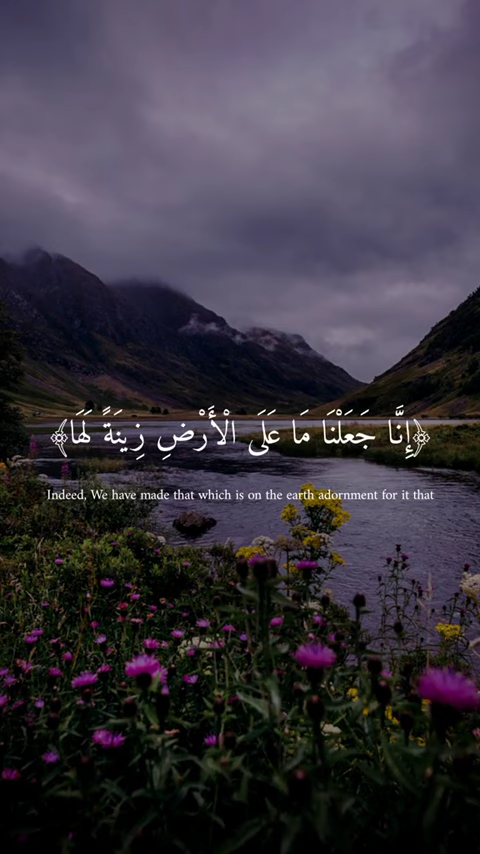 ﴿إِنَّا جَعَلْنَا مَا عَلَى الْأَرْضِ زِينَةً لَهَا﴾
Indeed, We have made that which is on the earth adornment for it that